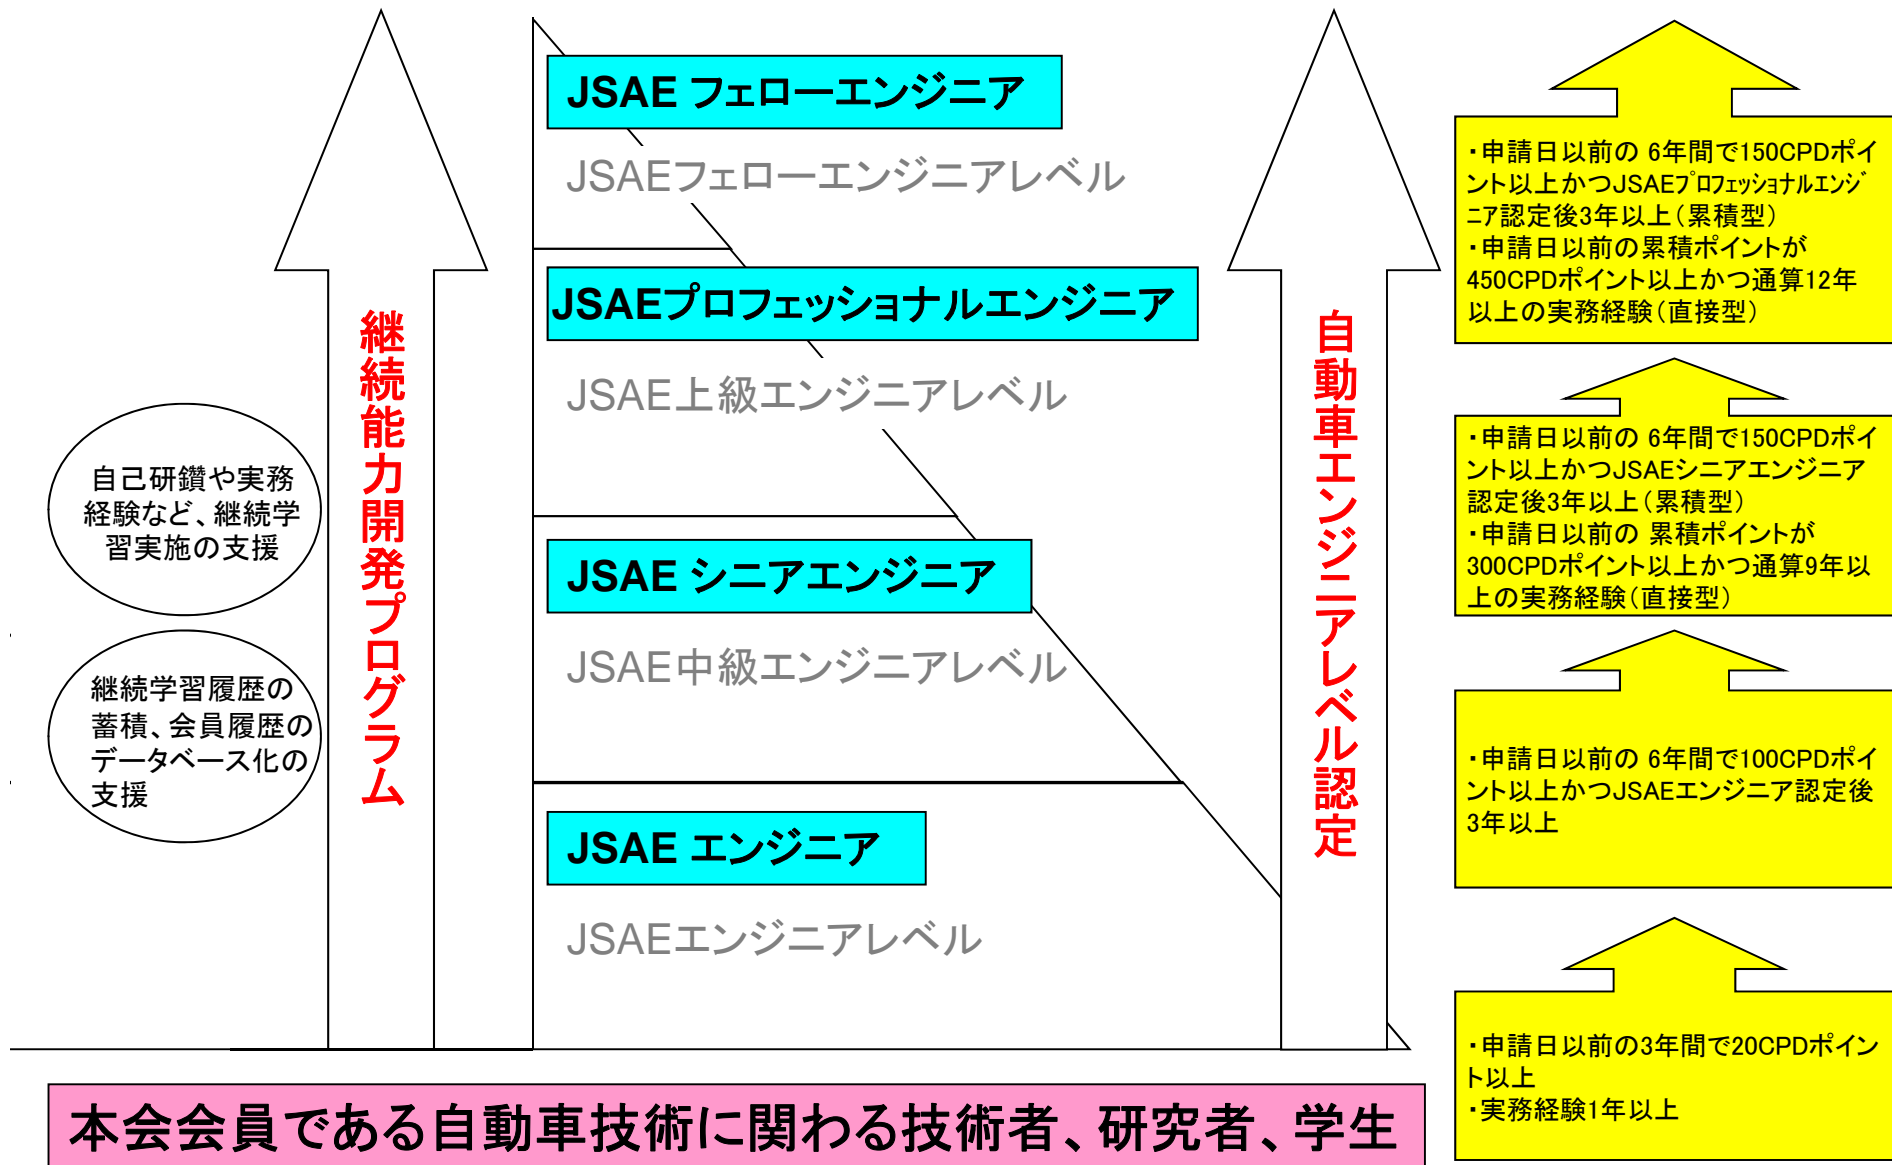 JSAE フェローエンジニア
JSAEフェローエンジニアレベル
JSAEプロフェッショナルエンジニア
JSAE上級エンジニアレベル
JSAE シニアエンジニア
JSAE中級エンジニアレベル
JSAE エンジニア
JSAEエンジニアレベル
継続能力開発プログラム
自動車エンジニアレベル認定
自己研鑽や実務
経験など、継続学
習実施の支援
継続学習履歴の
蓄積、会員履歴の
データベース化の
支援
・申請日以前の 6年間で150CPDポイ
ント以上かつJSAEﾌﾟﾛﾌｪｯｼｮﾅﾙｴﾝｼﾞ
ﾆｱ認定後3年以上（累積型）
・申請日以前の累積ポイントが
450CPDポイント以上かつ通算12年
以上の実務経験（直接型）
・申請日以前の 6年間で150CPDポイ
ント以上かつJSAEシニアエンジニア
認定後3年以上（累積型）
・申請日以前の 累積ポイントが
300CPDポイント以上かつ通算9年以
上の実務経験（直接型）
・申請日以前の 6年間で100CPDポイ
ント以上かつJSAEエンジニア認定後
3年以上
・申請日以前の3年間で20CPDポイン
ト以上
・実務経験1年以上
本会会員である自動車技術に関わる技術者、研究者、学生